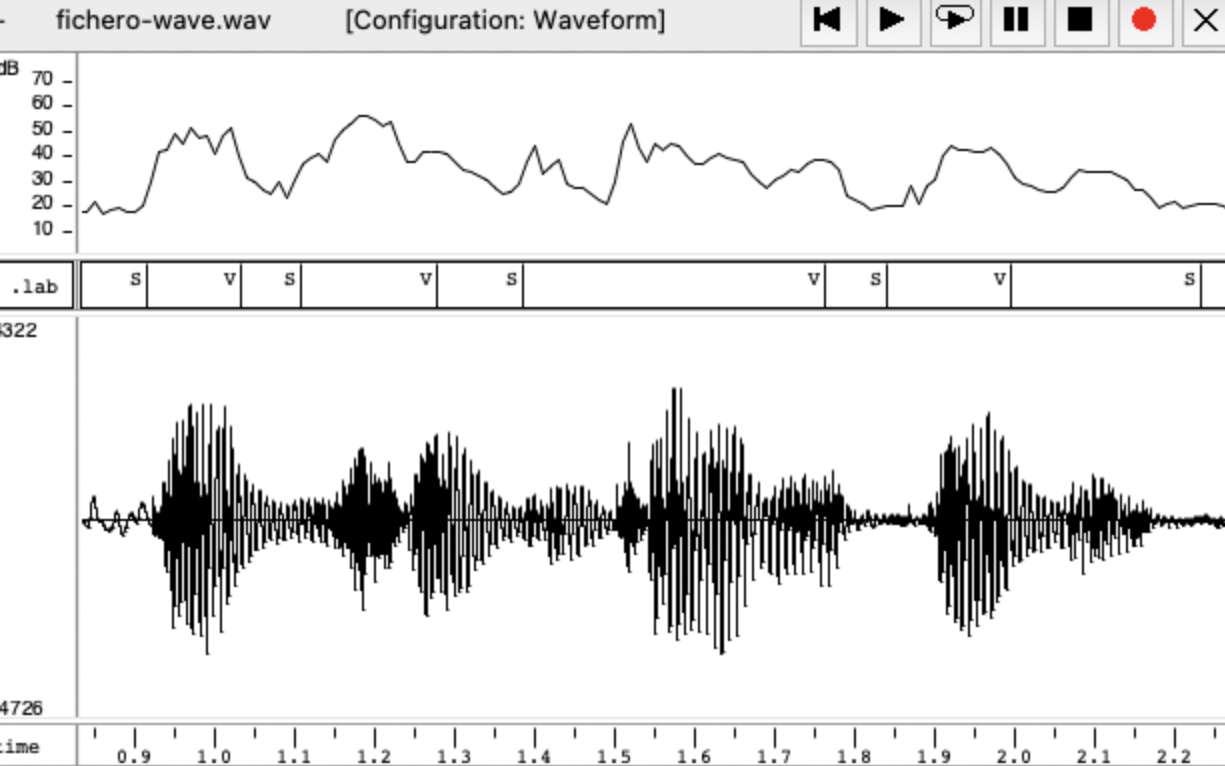 fichero-wave.wav [Configuration: Waveform]
dB
70
60
50
40
30
20
10
.lab S V S V S V S V S
4322
4726
time 0.9 1.0 1.1 1.2 1.3 1.4 1.5 1.6 1.7 1.8 1.9 2.0 2.1 2.2